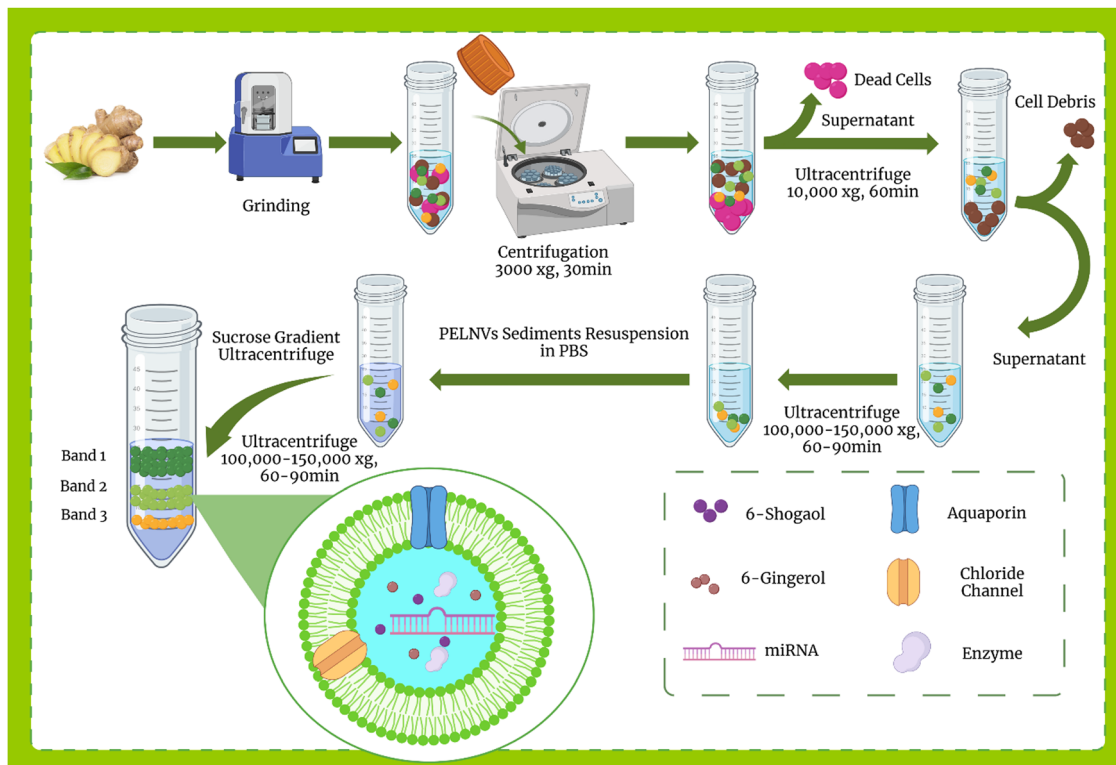 Grinding
Centrifugation
3000 xg, 30min
Dead Cells
Supernatant
Ultracentrifuge
10,000 xg, 60min
Cell Debris
Supernatant
Ultracentrifuge
100,000-150,000 xg,
60-90min
PELNVs Sediments Resuspension
in PBS
Sucrose Gradient
Ultracentrifuge
Ultracentrifuge
100,000-150,000 xg,
60-90min
Band 1
Band 2
Band 3
6-Shogaol
Aquaporin
6-Gingerol
Chloride
Channel
miRNA
Enzyme